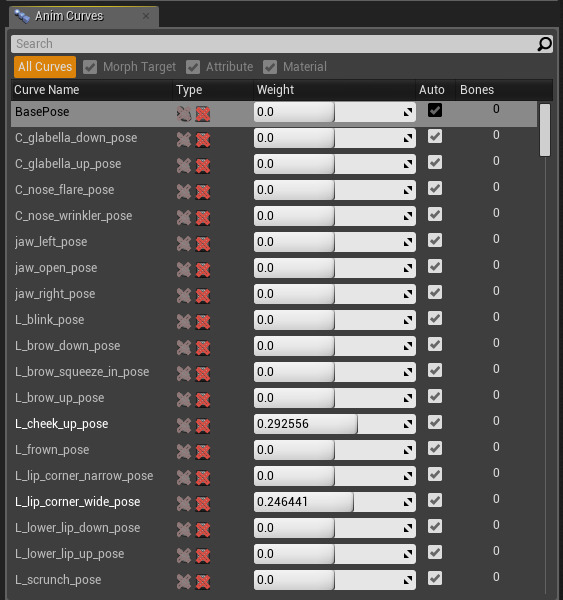 Anim Curves
Search
All Curves Morph Target Attribute Material
Curve Name Type Weight Auto Bones
BasePose 0.0 0
C_glabella_down_pose 0.0 0
C_glabella_up_pose 0.0 0
C_nose_flare_pose 0.0 0
C_nose_wrinkler_pose 0.0 0
jaw_left_pose 0.0 0
jaw_open_pose 0.0 0
jaw_right_pose 0.0 0
L_blink_pose 0.0 0
L_brow_down_pose 0.0 0
L_brow_squeeze_in_pose 0.0 0
L_brow_up_pose 0.0 0
L_cheek_up_pose 0.292556 0
L_frown_pose 0.0 0
L_lip_corner_narrow_pose 0.0 0
L_lip_corner_wide_pose 0.246441 0
L_lower_lip_down_pose 0.0 0
L_lower_lip_up_pose 0.0 0
L_scrunch_pose 0.0 0